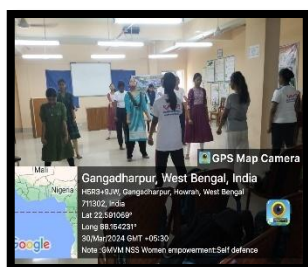 GPS Map Camera
Mali
Nigeria
Google
Gangadharpur, West Bengal, India
H5R3+9JW, Gangadharpur, Howrah, West Bengal
711302, India
Lat 22.591069°
Long 88.154231°
30/Mar/2024 GMT +05:30
Note :GMVM NSS Women empowerment:Self defence